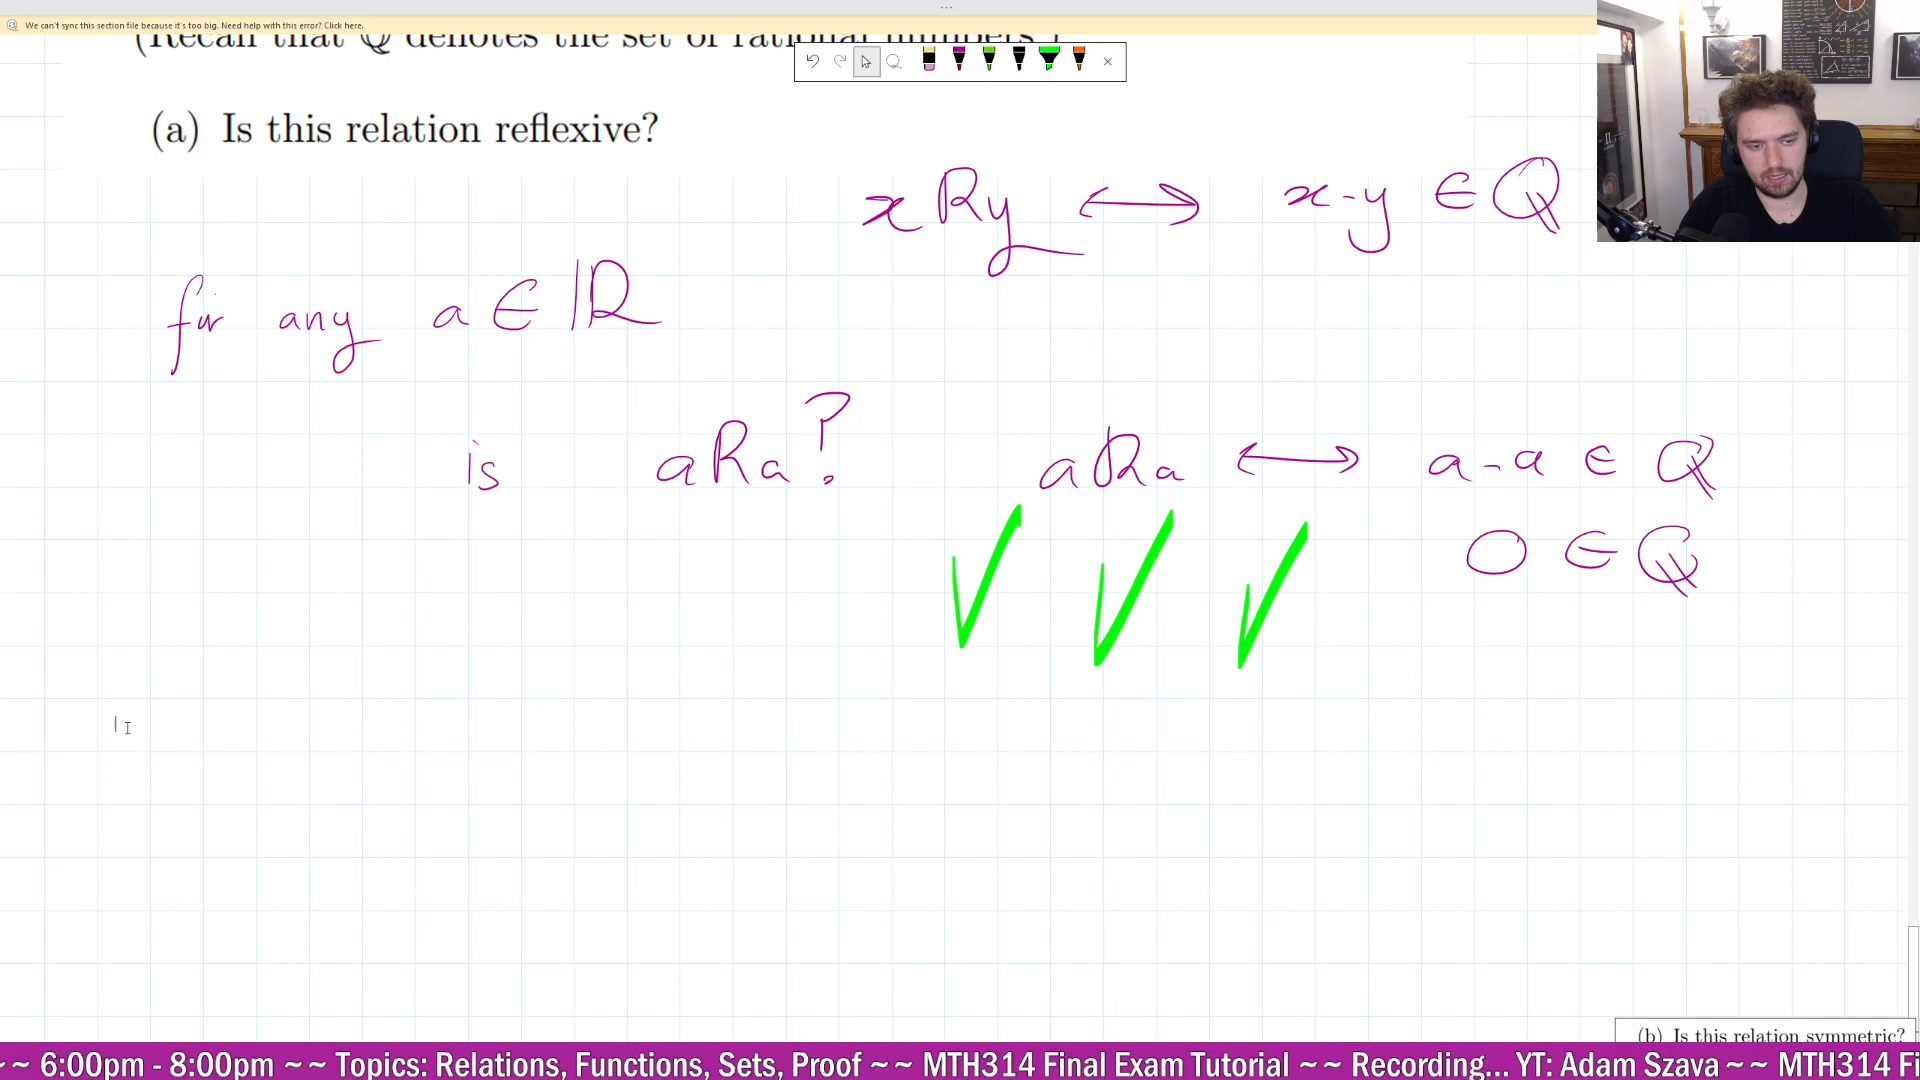 We can't sync this section file because it's too big. Need help with this error? Click here.
(Recall that Q denotes the set of rational numbers.)
(a) Is this relation reflexive?
x R y ⟷ x - y ∈ Q
for any a ∈ ℝ
is aRa? aRa ⟷ a - a ∈ Q
0 ∈ Q
(b) Is this relation symmetric?
~ 6:00pm - 8:00pm ~~ Topics: Relations, Functions, Sets, Proof ~~ MTH314 Final Exam Tutorial ~~ Recording... YT: Adam Szava ~~ MTH314 Fi